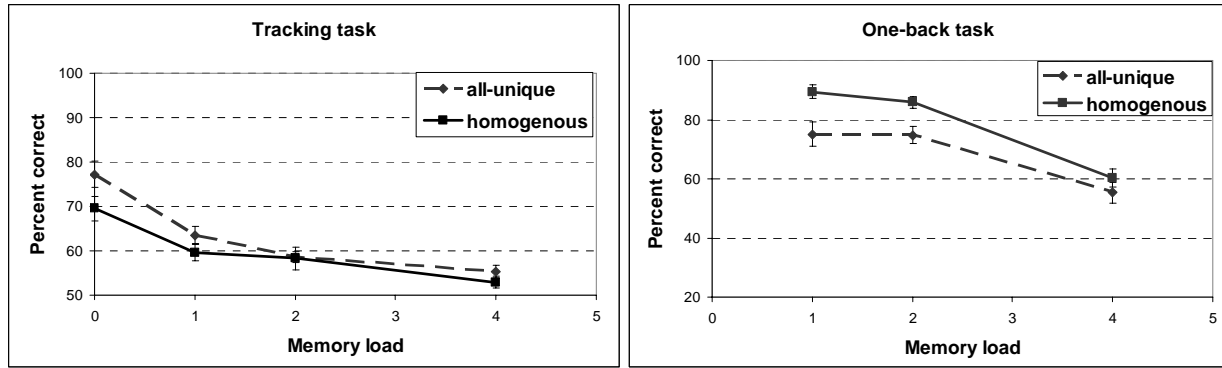 Tracking task
Percent correct
100
90
80
70
60
50
all-unique
homogenous
0 1 2 3 4 5
Memory load
One-back task
Percent correct
100
80
60
40
20
all-unique
homogenous
0 1 2 3 4 5
Memory load